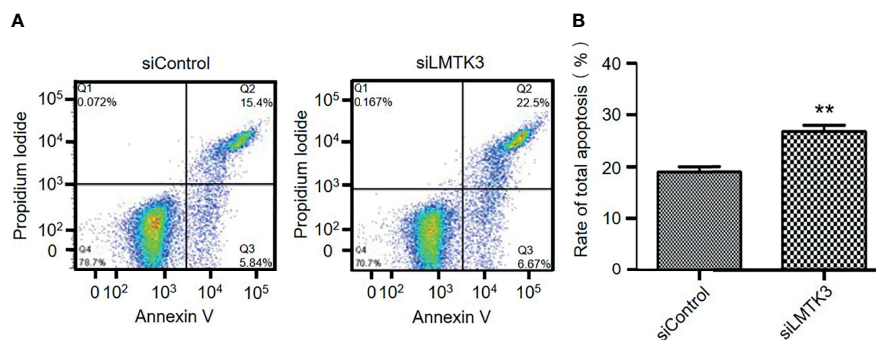 A
siControl
Q1
0.072%
Q2
15.4%
Q4
78.7%
Q3
5.84%
10⁵
10⁴
10³
10²
0
Propidium Iodide
0 10² 10³ 10⁴ 10⁵
Annexin V
siLMTK3
Q1
0.167%
Q2
22.5%
Q4
70.7%
Q3
6.67%
10⁵
10⁴
10³
10²
0
Propidium Iodide
0 10² 10³ 10⁴ 10⁵
Annexin V
B
Rate of total apoptosis (%)
40
30
20
10
0
**
siControl
siLMTK3